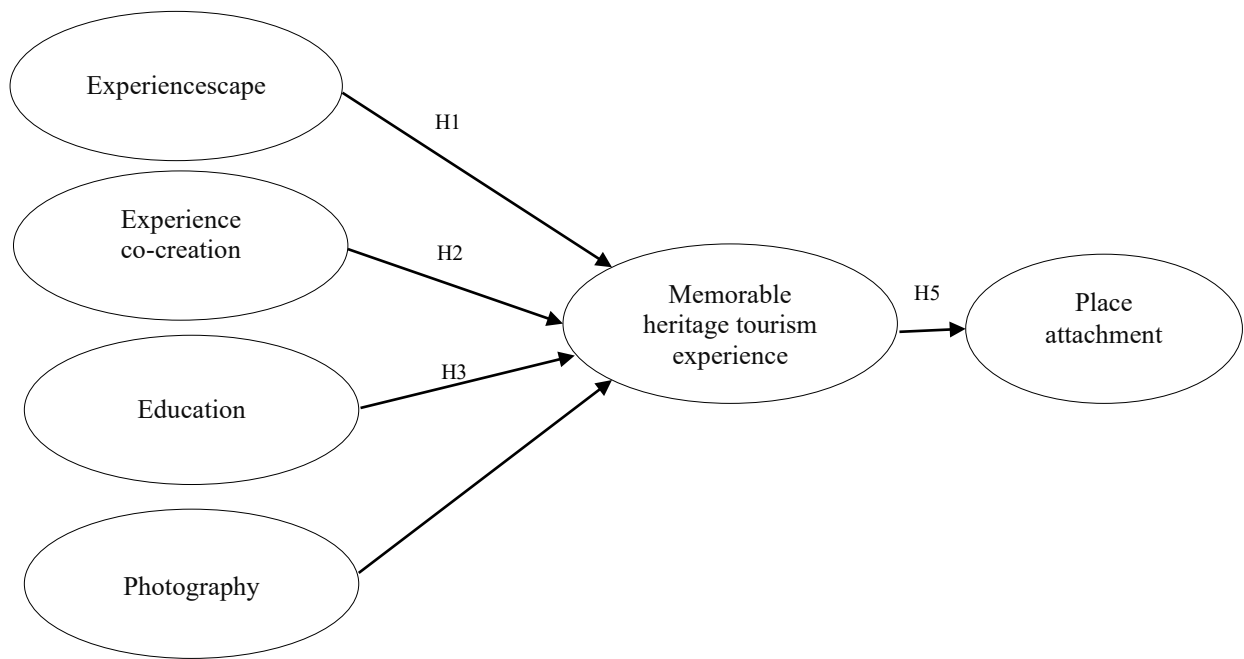 Experiencescape
H1
Experience
co-creation
H2
Memorable
heritage tourism
experience
H5
Place
attachment
H3
Education
Photography